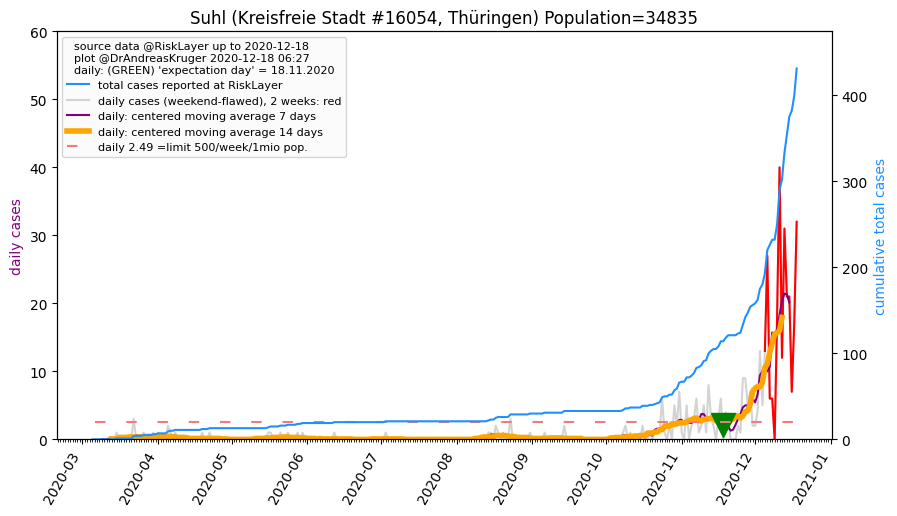 Suhl (Kreisfreie Stadt #16054, Thüringen) Population=34835
source data @RiskLayer up to 2020-12-18
plot @DrAndreasKruger 2020-12-18 06:27
daily: (GREEN) 'expectation day' = 18.11.2020
total cases reported at RiskLayer
daily cases (weekend-flawed), 2 weeks: red
daily: centered moving average 7 days
daily: centered moving average 14 days
daily 2.49 =limit 500/week/1mio pop.
daily cases
60
50
40
30
20
10
0
cumulative total cases
400
300
200
100
0
2020-03
2020-04
2020-05
2020-06
2020-07
2020-08
2020-09
2020-10
2020-11
2020-12
2021-01